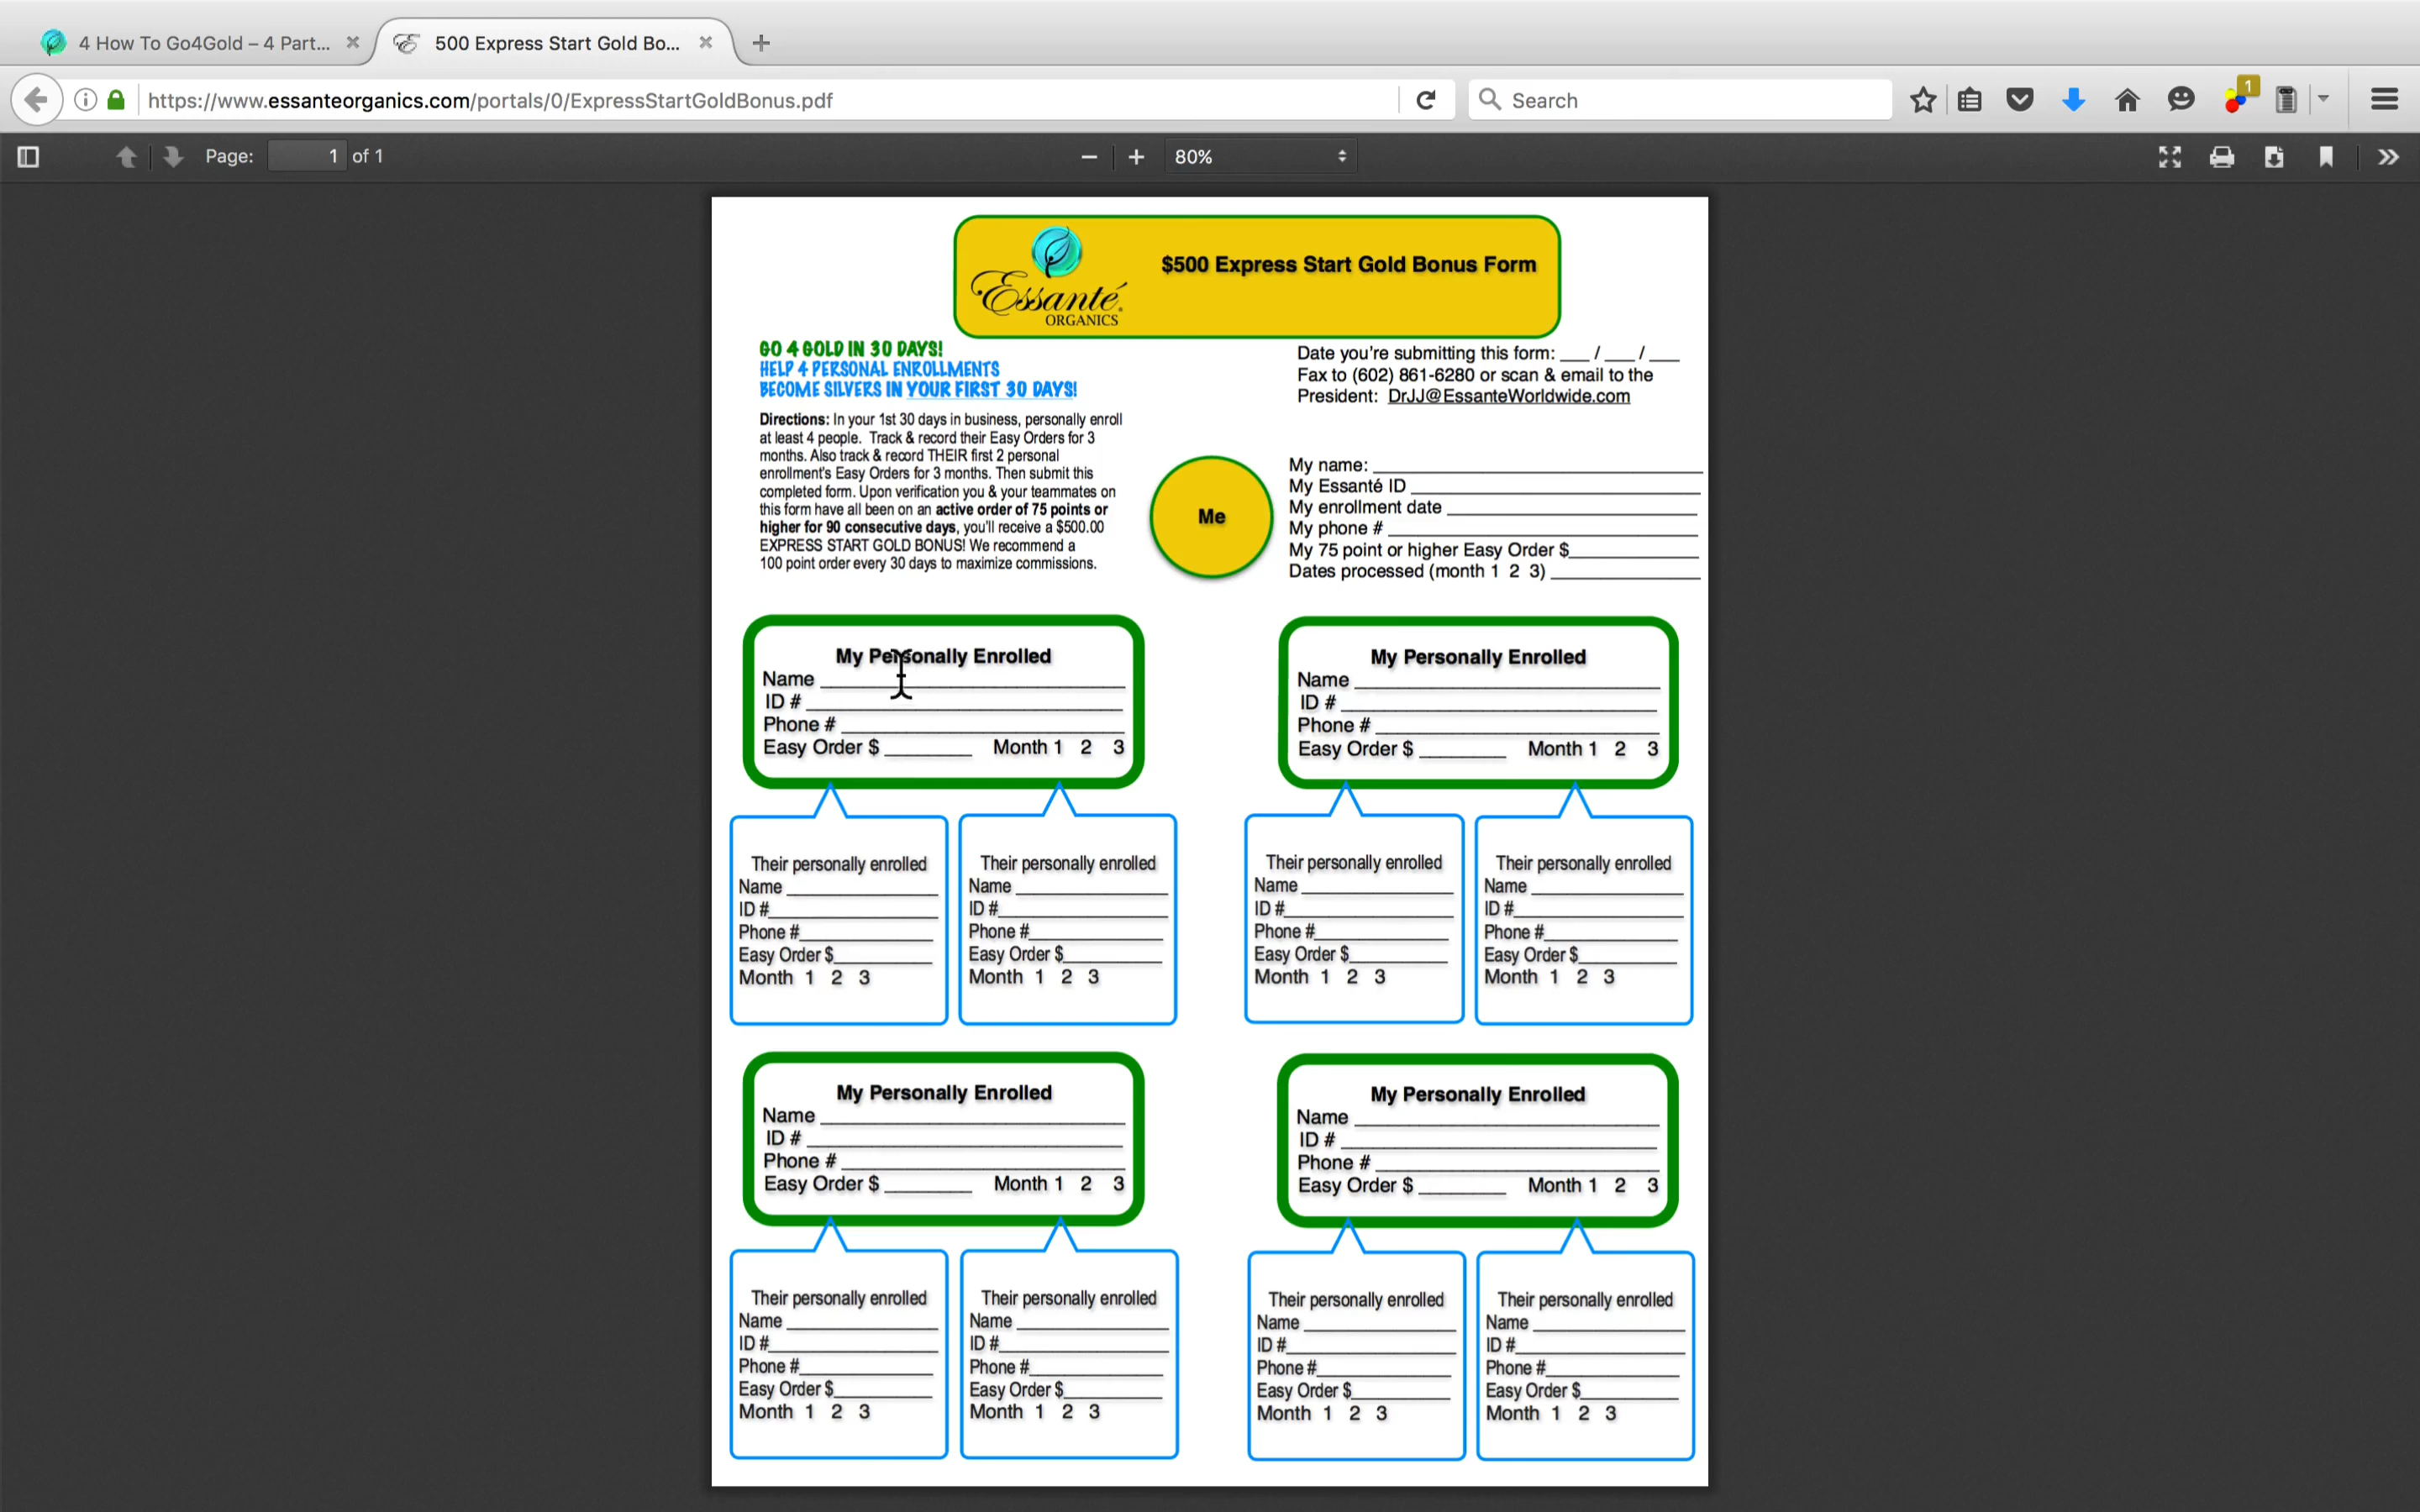 4 How To Go4Gold – 4 Part...
500 Express Start Gold Bo...
https://www.essanteorganics.com/portals/0/ExpressStartGoldBonus.pdf
Search
1
Page: 1 of 1
80%
Essanté®
ORGANICS
$500 Express Start Gold Bonus Form
GO 4 GOLD IN 30 DAYS!
HELP 4 PERSONAL ENROLLMENTS
BECOME SILVERS IN YOUR FIRST 30 DAYS!
Directions: In your 1st 30 days in business, personally enroll
at least 4 people. Track & record their Easy Orders for 3
months. Also track & record THEIR first 2 personal
enrollment's Easy Orders for 3 months. Then submit this
completed form. Upon verification you & your teammates on
this form have all been on an active order of 75 points or
higher for 90 consecutive days, you'll receive a $500.00
EXPRESS START GOLD BONUS! We recommend a
100 point order every 30 days to maximize commissions.
Date you're submitting this form: ___ / ___ / ___
Fax to (602) 861-6280 or scan & email to the
President: DrJJ@EssanteWorldwide.com
Me
My name:
My Essanté ID
My enrollment date
My phone #
My 75 point or higher Easy Order $
Dates processed (month 1 2 3)
My Personally Enrolled
Name
ID #
Phone #
Easy Order $ Month 1 2 3
My Personally Enrolled
Name
ID #
Phone #
Easy Order $ Month 1 2 3
Their personally enrolled
Name
ID #
Phone #
Easy Order $
Month 1 2 3
Their personally enrolled
Name
ID #
Phone #
Easy Order $
Month 1 2 3
Their personally enrolled
Name
ID #
Phone #
Easy Order $
Month 1 2 3
Their personally enrolled
Name
ID #
Phone #
Easy Order $
Month 1 2 3
My Personally Enrolled
Name
ID #
Phone #
Easy Order $ Month 1 2 3
My Personally Enrolled
Name
ID #
Phone #
Easy Order $ Month 1 2 3
Their personally enrolled
Name
ID #
Phone #
Easy Order $
Month 1 2 3
Their personally enrolled
Name
ID #
Phone #
Easy Order $
Month 1 2 3
Their personally enrolled
Name
ID #
Phone #
Easy Order $
Month 1 2 3
Their personally enrolled
Name
ID #
Phone #
Easy Order $
Month 1 2 3